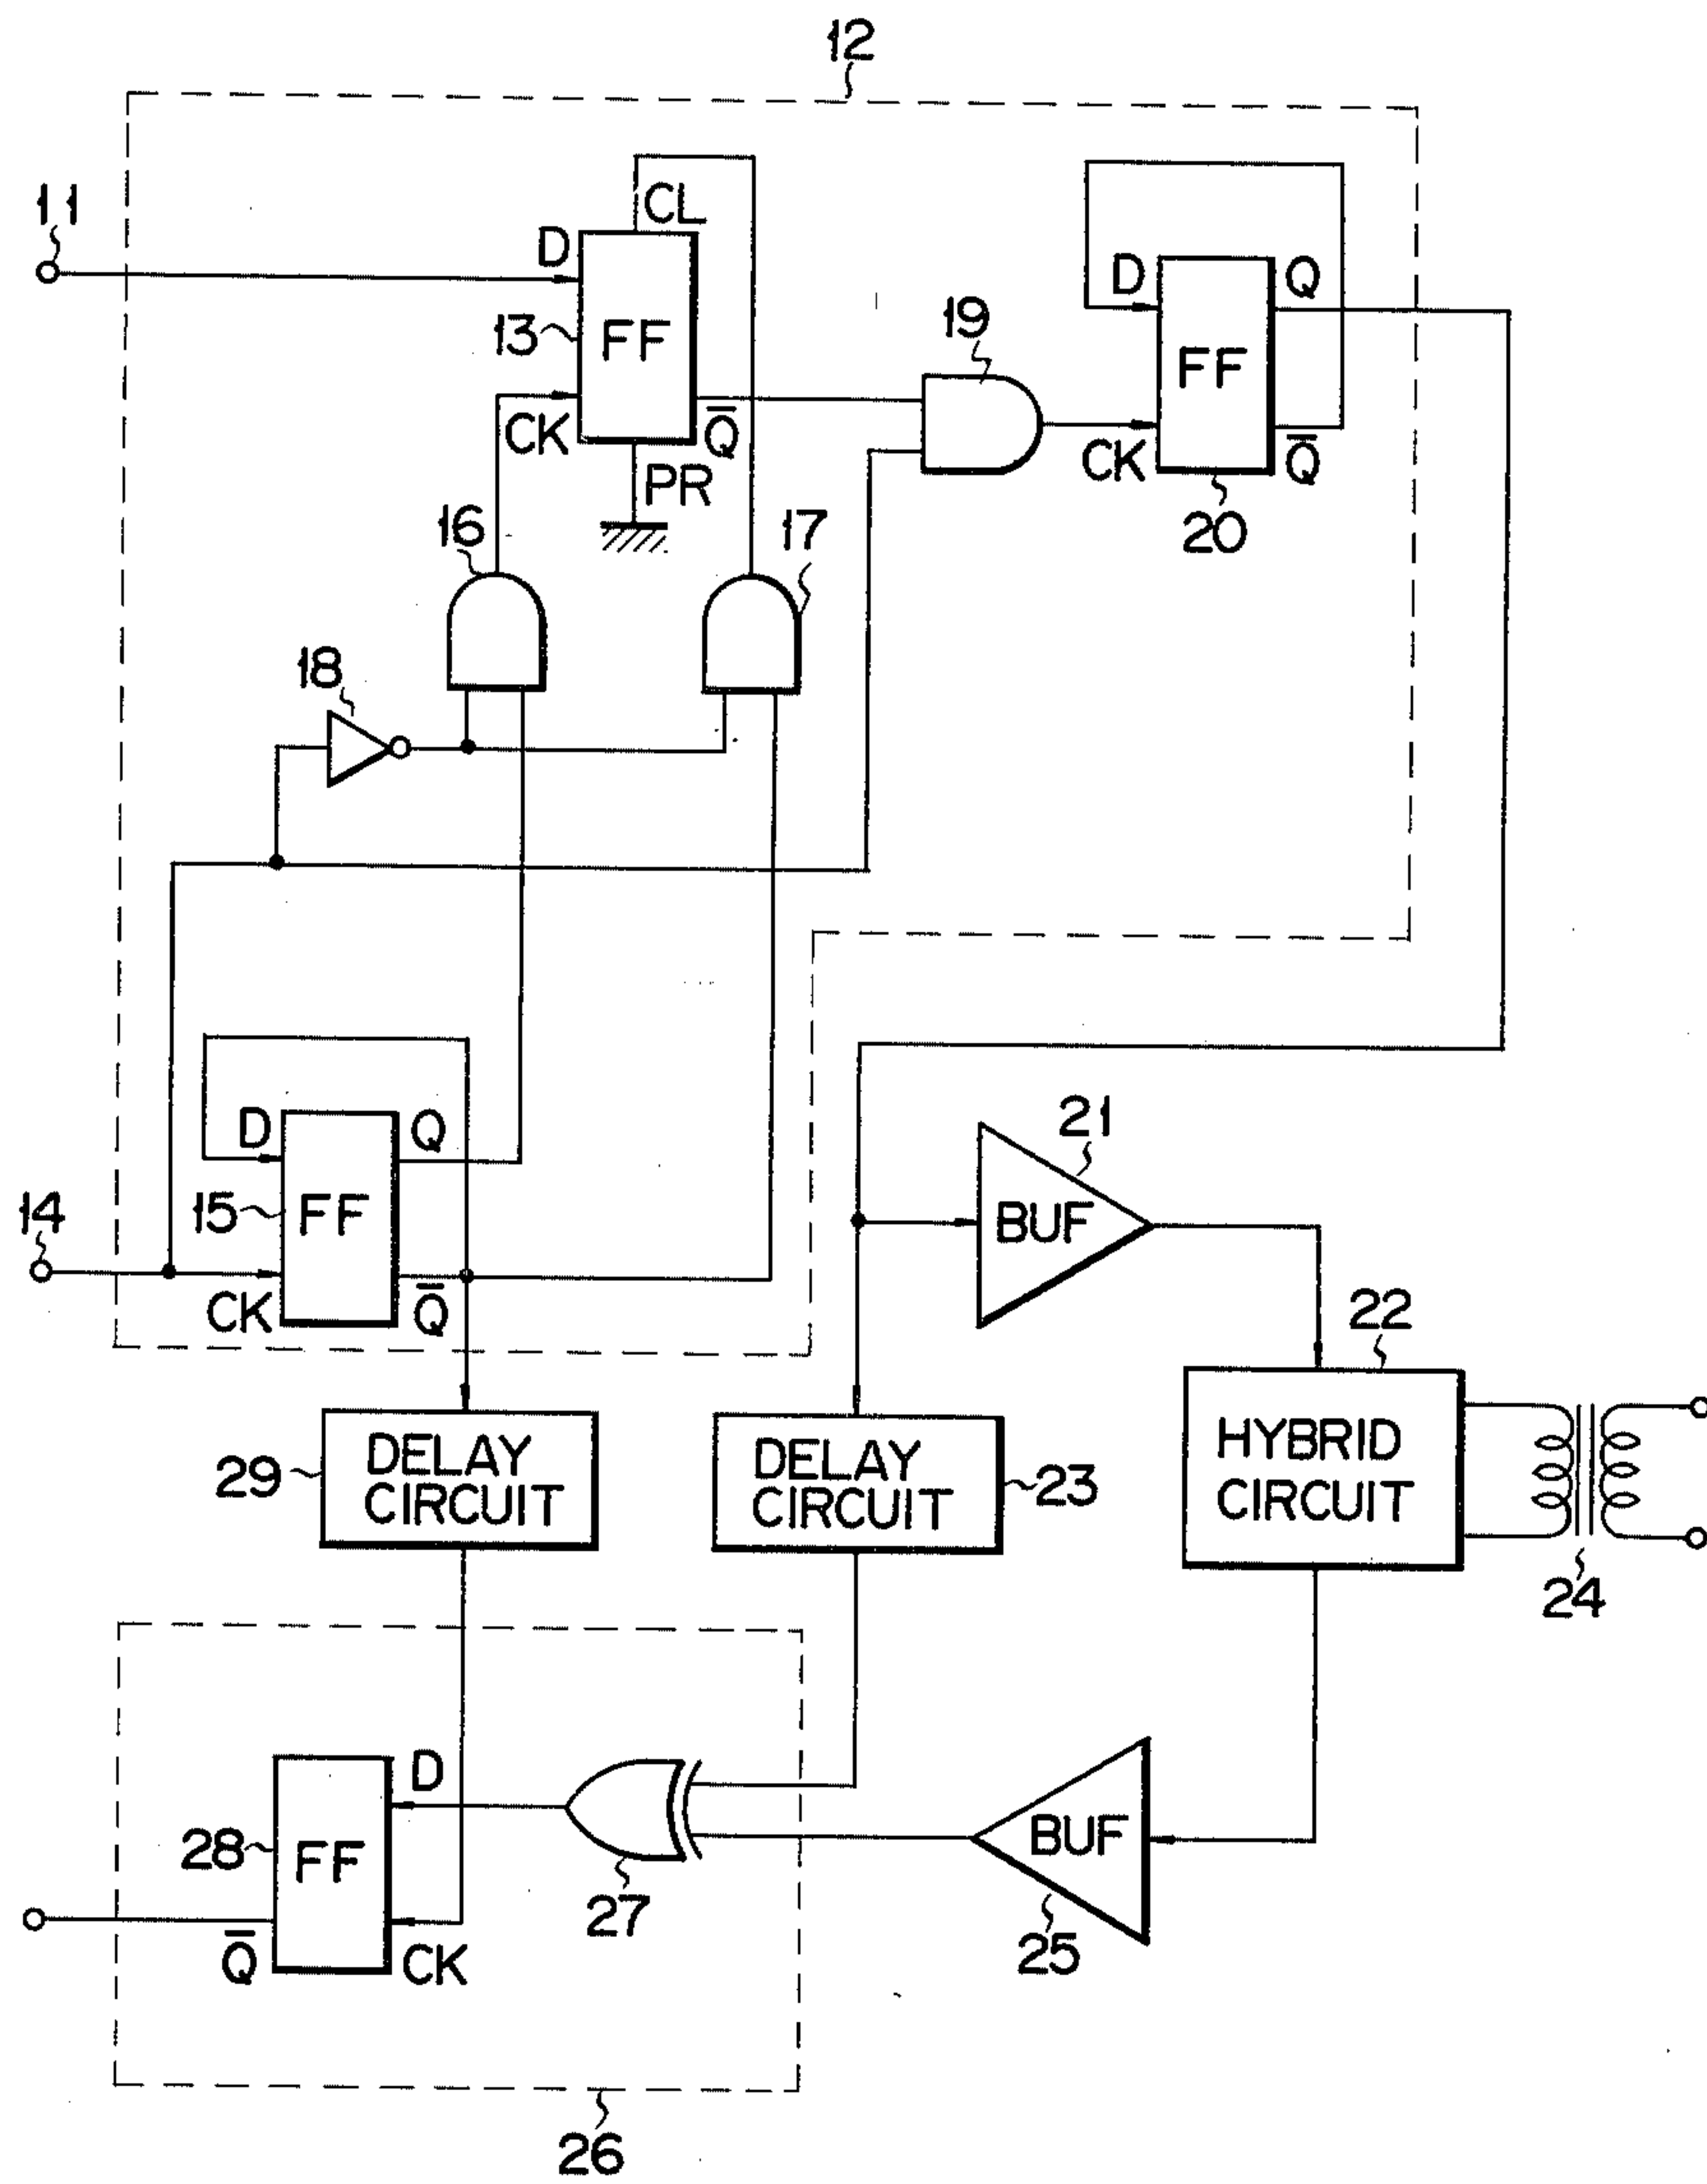 12
11
CL
D
13
FF
CK
Q̅
PR
19
D
Q
FF
CK
Q̅
20
16
17
18
D
Q
15
FF
14
CK
Q̅
21
BUF
22
29
DELAY
CIRCUIT
DELAY
CIRCUIT
23
HYBRID
CIRCUIT
24
D
28
FF
27
BUF
Q̅
CK
25
26